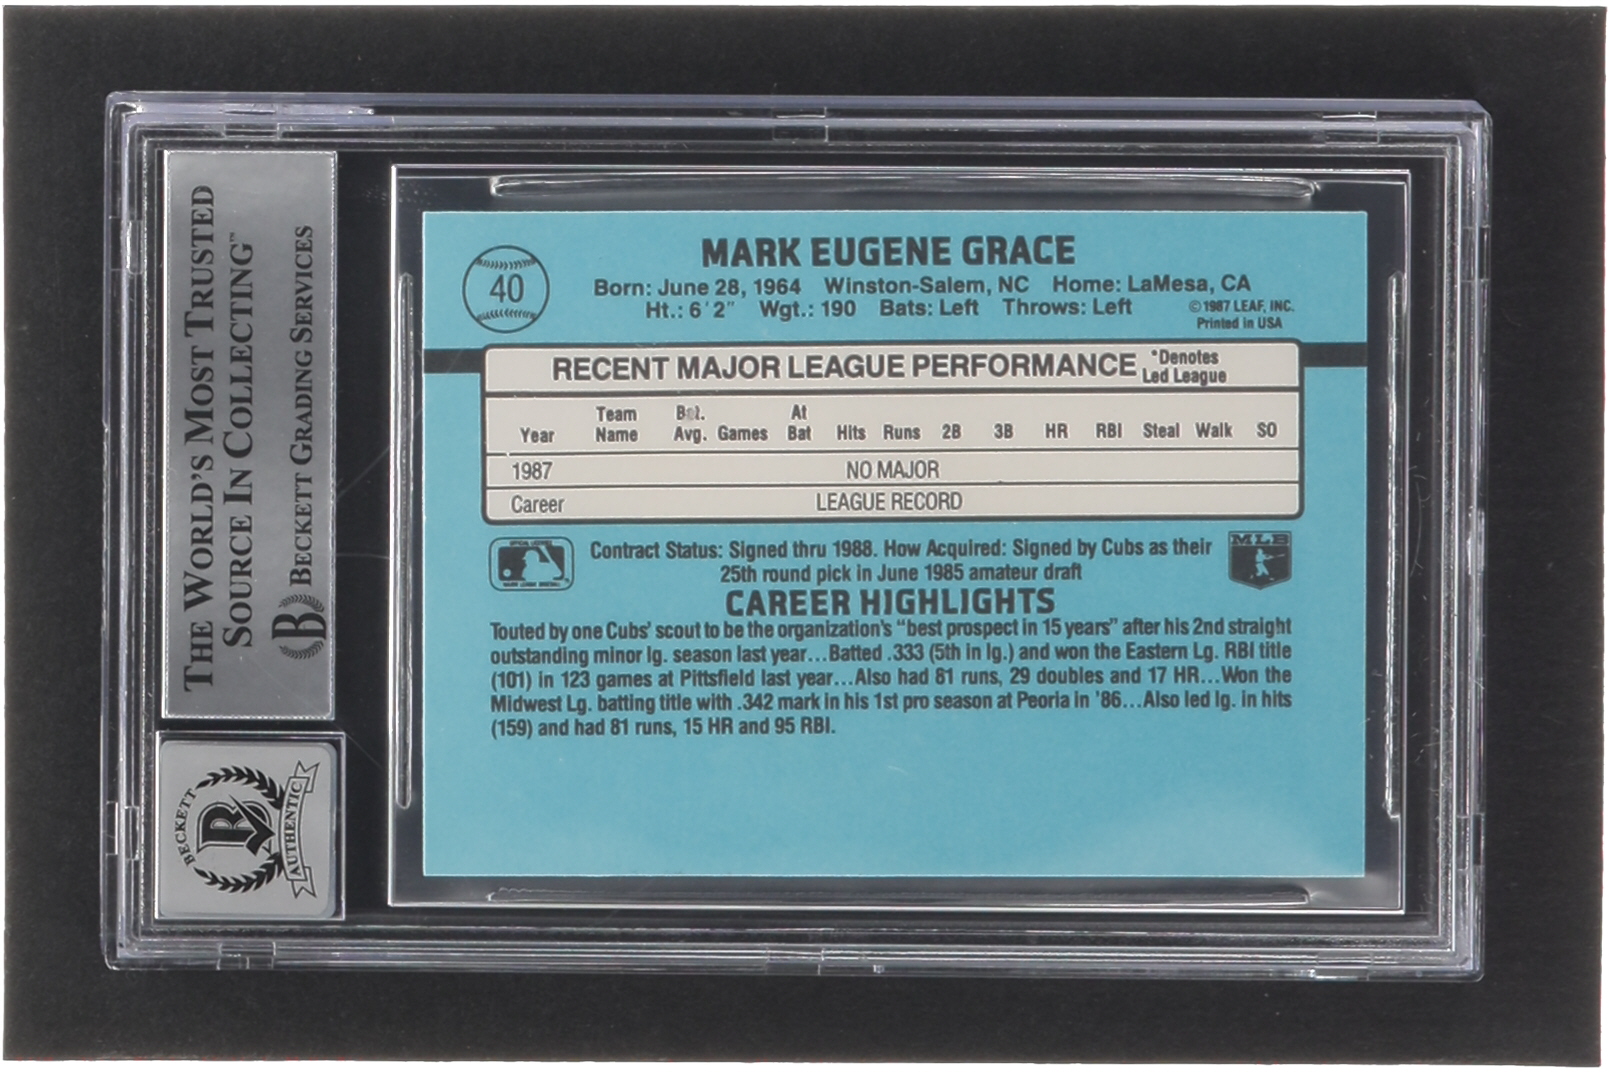 THE WORLD'S MOST TRUSTED
SOURCE IN COLLECTING™
BECKETT GRADING SERVICES
B
BECKETT
B
AUTHENTIC
40
MARK EUGENE GRACE
Born: June 28, 1964 Winston-Salem, NC Home: LaMesa, CA
Ht.: 6'2" Wgt.: 190 Bats: Left Throws: Left
©1987 LEAF, INC.
Printed in USA
RECENT MAJOR LEAGUE PERFORMANCE
*Denotes
Led League
Year Team Name Bat. Avg. Games At Bat Hits Runs 2B 3B HR RBI Steal Walk SO
1987 NO MAJOR
Career LEAGUE RECORD
MLB
Contract Status: Signed thru 1988. How Acquired: Signed by Cubs as their
25th round pick in June 1985 amateur draft
CAREER HIGHLIGHTS
Touted by one Cubs' scout to be the organization's "best prospect in 15 years" after his 2nd straight
outstanding minor lg. season last year...Batted .333 (5th in lg.) and won the Eastern Lg. RBI title
(101) in 123 games at Pittsfield last year...Also had 81 runs, 29 doubles and 17 HR...Won the
Midwest Lg. batting title with .342 mark in his 1st pro season at Peoria in '86...Also led lg. in hits
(159) and had 81 runs, 15 HR and 95 RBI.